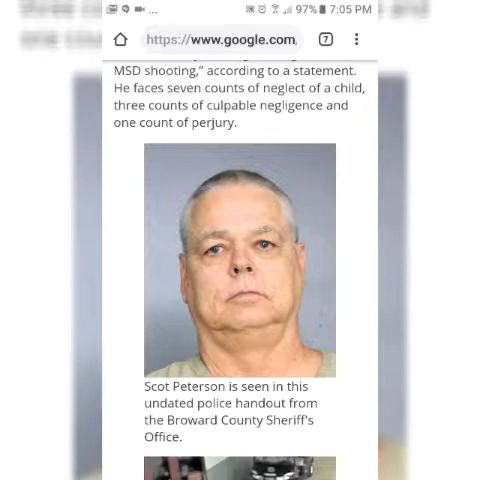 97% 7:05 PM
https://www.google.com
7
MSD shooting," according to a statement.
He faces seven counts of neglect of a child,
three counts of culpable negligence and
one count of perjury.
Scot Peterson is seen in this
undated police handout from
the Broward County Sheriff's
Office.